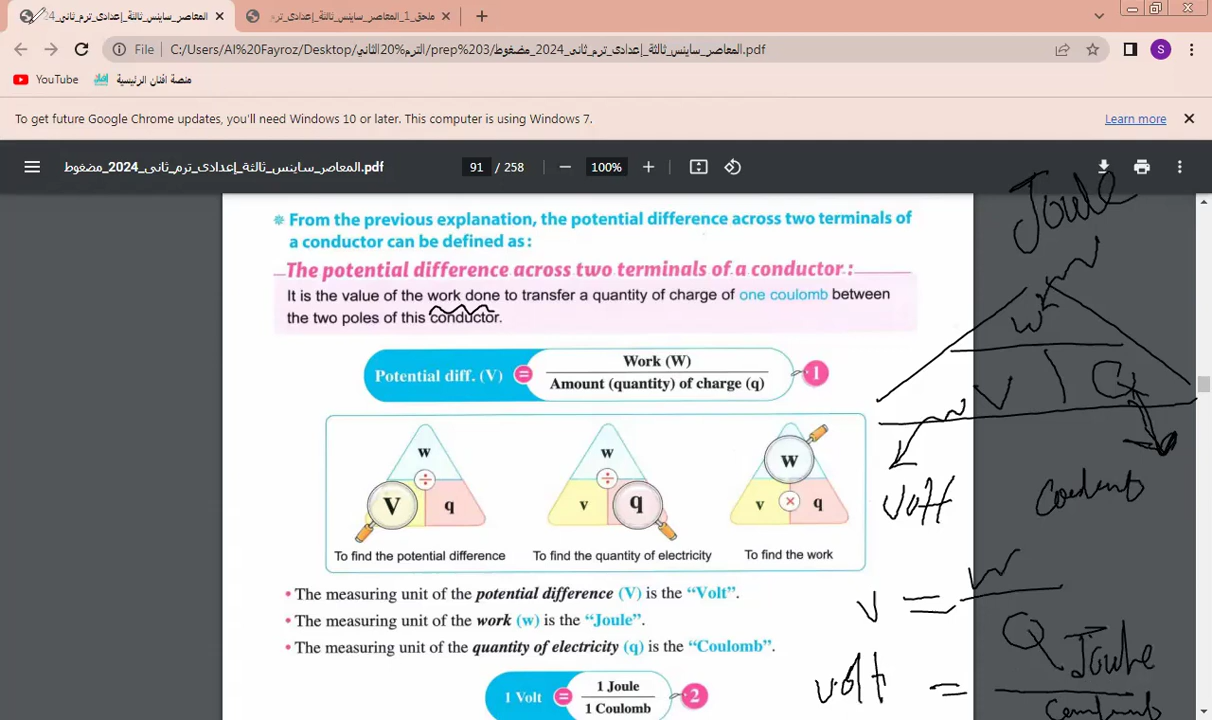 المعاصر_ساينس_ثالثة_إعدادى_ترم_ثانى_24
ملحق_1_المعاصر_ساينس_ثالثة_إعدادى_ترم
File C:/Users/Al%20Fayroz/Desktop/الترم%20الثاني/prep%203/المعاصر_ساينس_ثالثة_إعدادى_ترم_ثانى_2024_مضغوط.pdf
S
YouTube منصة افنان الرئيسية
To get future Google Chrome updates, you'll need Windows 10 or later. This computer is using Windows 7. Learn more
المعاصر_ساينس_ثالثة_إعدادى_ترم_ثانى_2024_مضغوط.pdf 91 / 258 100%
Joule
From the previous explanation, the potential difference across two terminals of
a conductor can be defined as:
The potential difference across two terminals of a conductor:
It is the value of the work done to transfer a quantity of charge of one coulomb between
the two poles of this conductor.
w
V Q
Work (W)
Potential diff. (V) = 1
Amount (quantity) of charge (q)
w
÷
V q
w
÷
v q
w
v × q
volt
To find the potential difference To find the quantity of electricity To find the work
• The measuring unit of the potential difference (V) is the “Volt”.
• The measuring unit of the work (w) is the “Joule”.
• The measuring unit of the quantity of electricity (q) is the “Coulomb”.
v = w
Q
1 Joule
1 Volt = 2
1 Coulomb
Joule
volt =